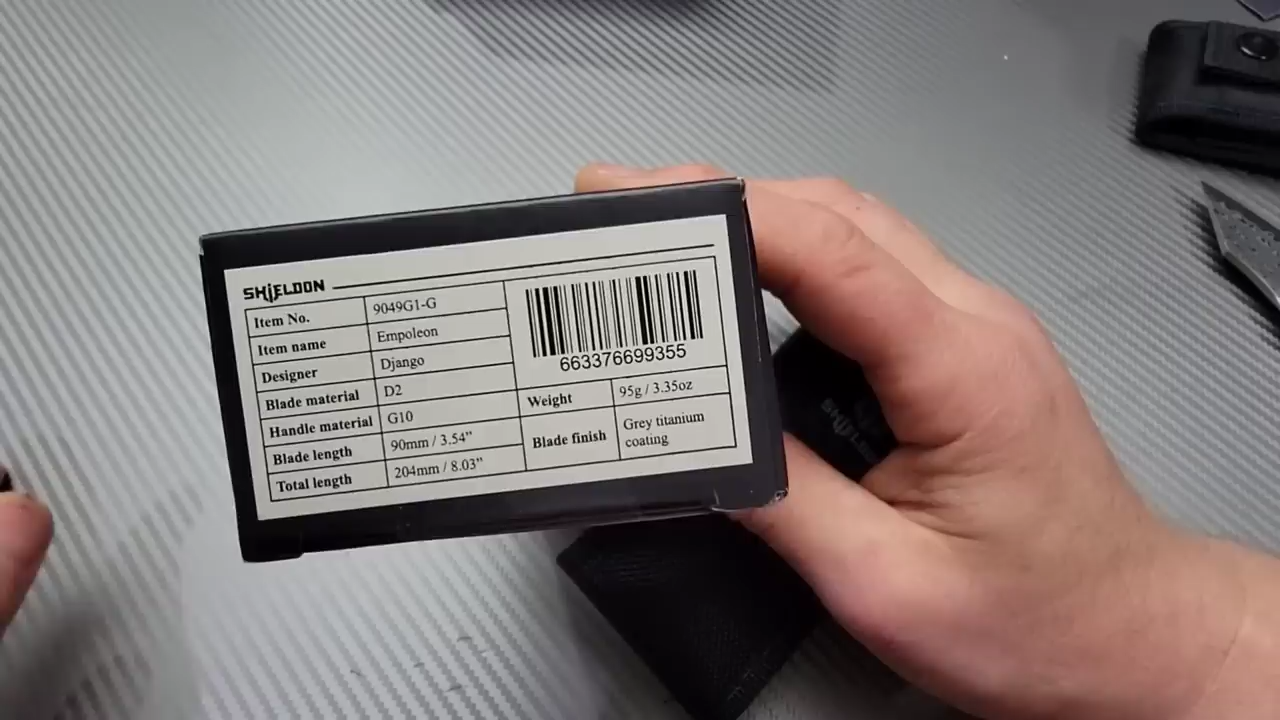 SHIELDON
Item No. 9049G1-G
Item name Empoleon
Designer Django
Blade material D2
Handle material G10
Blade length 90mm / 3.54”
Total length 204mm / 8.03”
663376699355
Weight 95g / 3.35oz
Blade finish Grey titanium
coating
SHIELDON